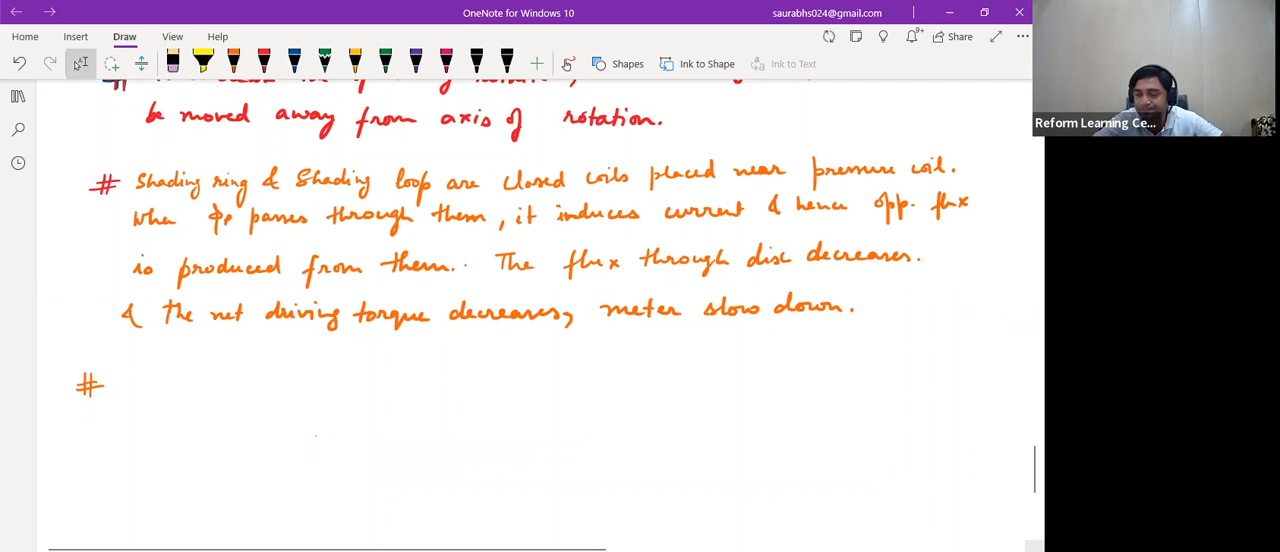 OneNote for Windows 10
saurabhs024@gmail.com
Home Insert Draw View Help
Share
Shapes Ink to Shape Ink to Text
be moved away from axis of rotation.
# Shading ring & Shading loop are closed coils placed near pressure coil.
When ϕp passes through them, it induces current & hence opp. flux
is produced from them.. The flux through disc decreases.
& the net driving torque decreases, meter slow down.
#
Reform Learning Ce...